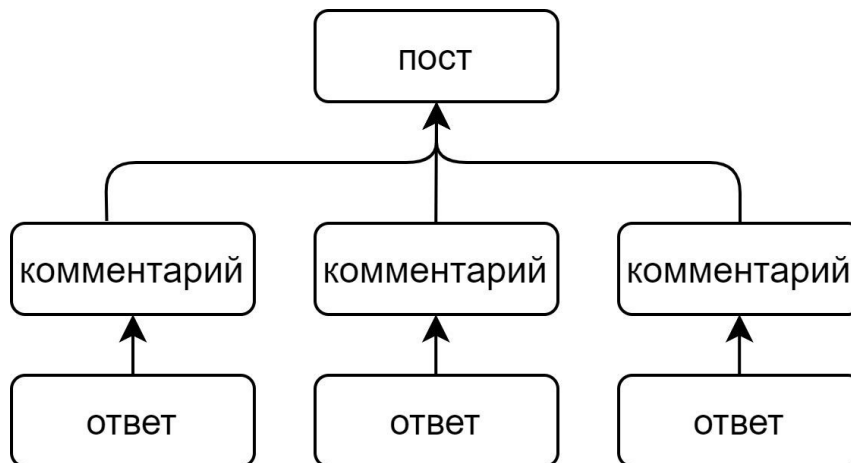 пост
комментарий комментарий комментарий
ответ ответ ответ